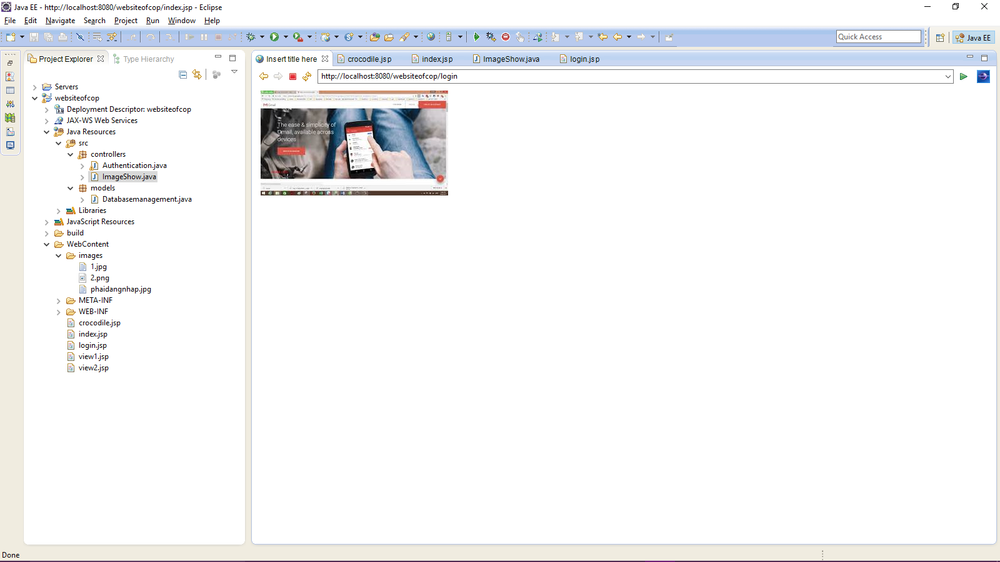 Java EE - http://localhost:8080/websiteofcop/index.jsp - Eclipse
File Edit Navigate Search Project Run Window Help
Quick Access
Java EE
Project Explorer
Type Hierarchy
Servers
websiteofcop
Deployment Descriptor: websiteofcop
JAX-WS Web Services
Java Resources
src
controllers
Authentication.java
ImageShow.java
models
Databasemanagement.java
Libraries
JavaScript Resources
build
WebContent
images
1.jpg
2.png
phaidangnhap.jpg
META-INF
WEB-INF
crocodile.jsp
index.jsp
login.jsp
view1.jsp
view2.jsp
Insert title here crocodile.jsp index.jsp ImageShow.java login.jsp
http://localhost:8080/websiteofcop/login
Gmail
The ease & simplicity of
Gmail, available across
devices
Done